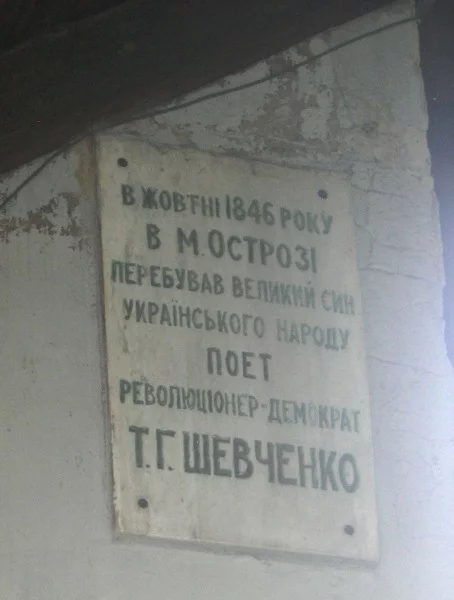 В ЖОВТНІ 1846 РОКУ
В М. ОСТРОЗІ
ПЕРЕБУВАВ ВЕЛИКИЙ СИН
УКРАЇНСЬКОГО НАРОДУ
ПОЕТ
РЕВОЛЮЦІОНЕР-ДЕМОКРАТ
Т.Г. ШЕВЧЕНКО